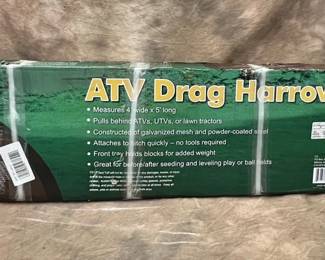 ATV Drag Harrow
• Measures 4' wide x 5' long
• Pulls behind ATVs, UTVs, or lawn tractors
• Constructed of galvanized mesh and powder-coated steel
• Attaches to hitch quickly – no tools required
• Front tray holds blocks for added weight
• Great for before/after seeding and leveling play or ball fields